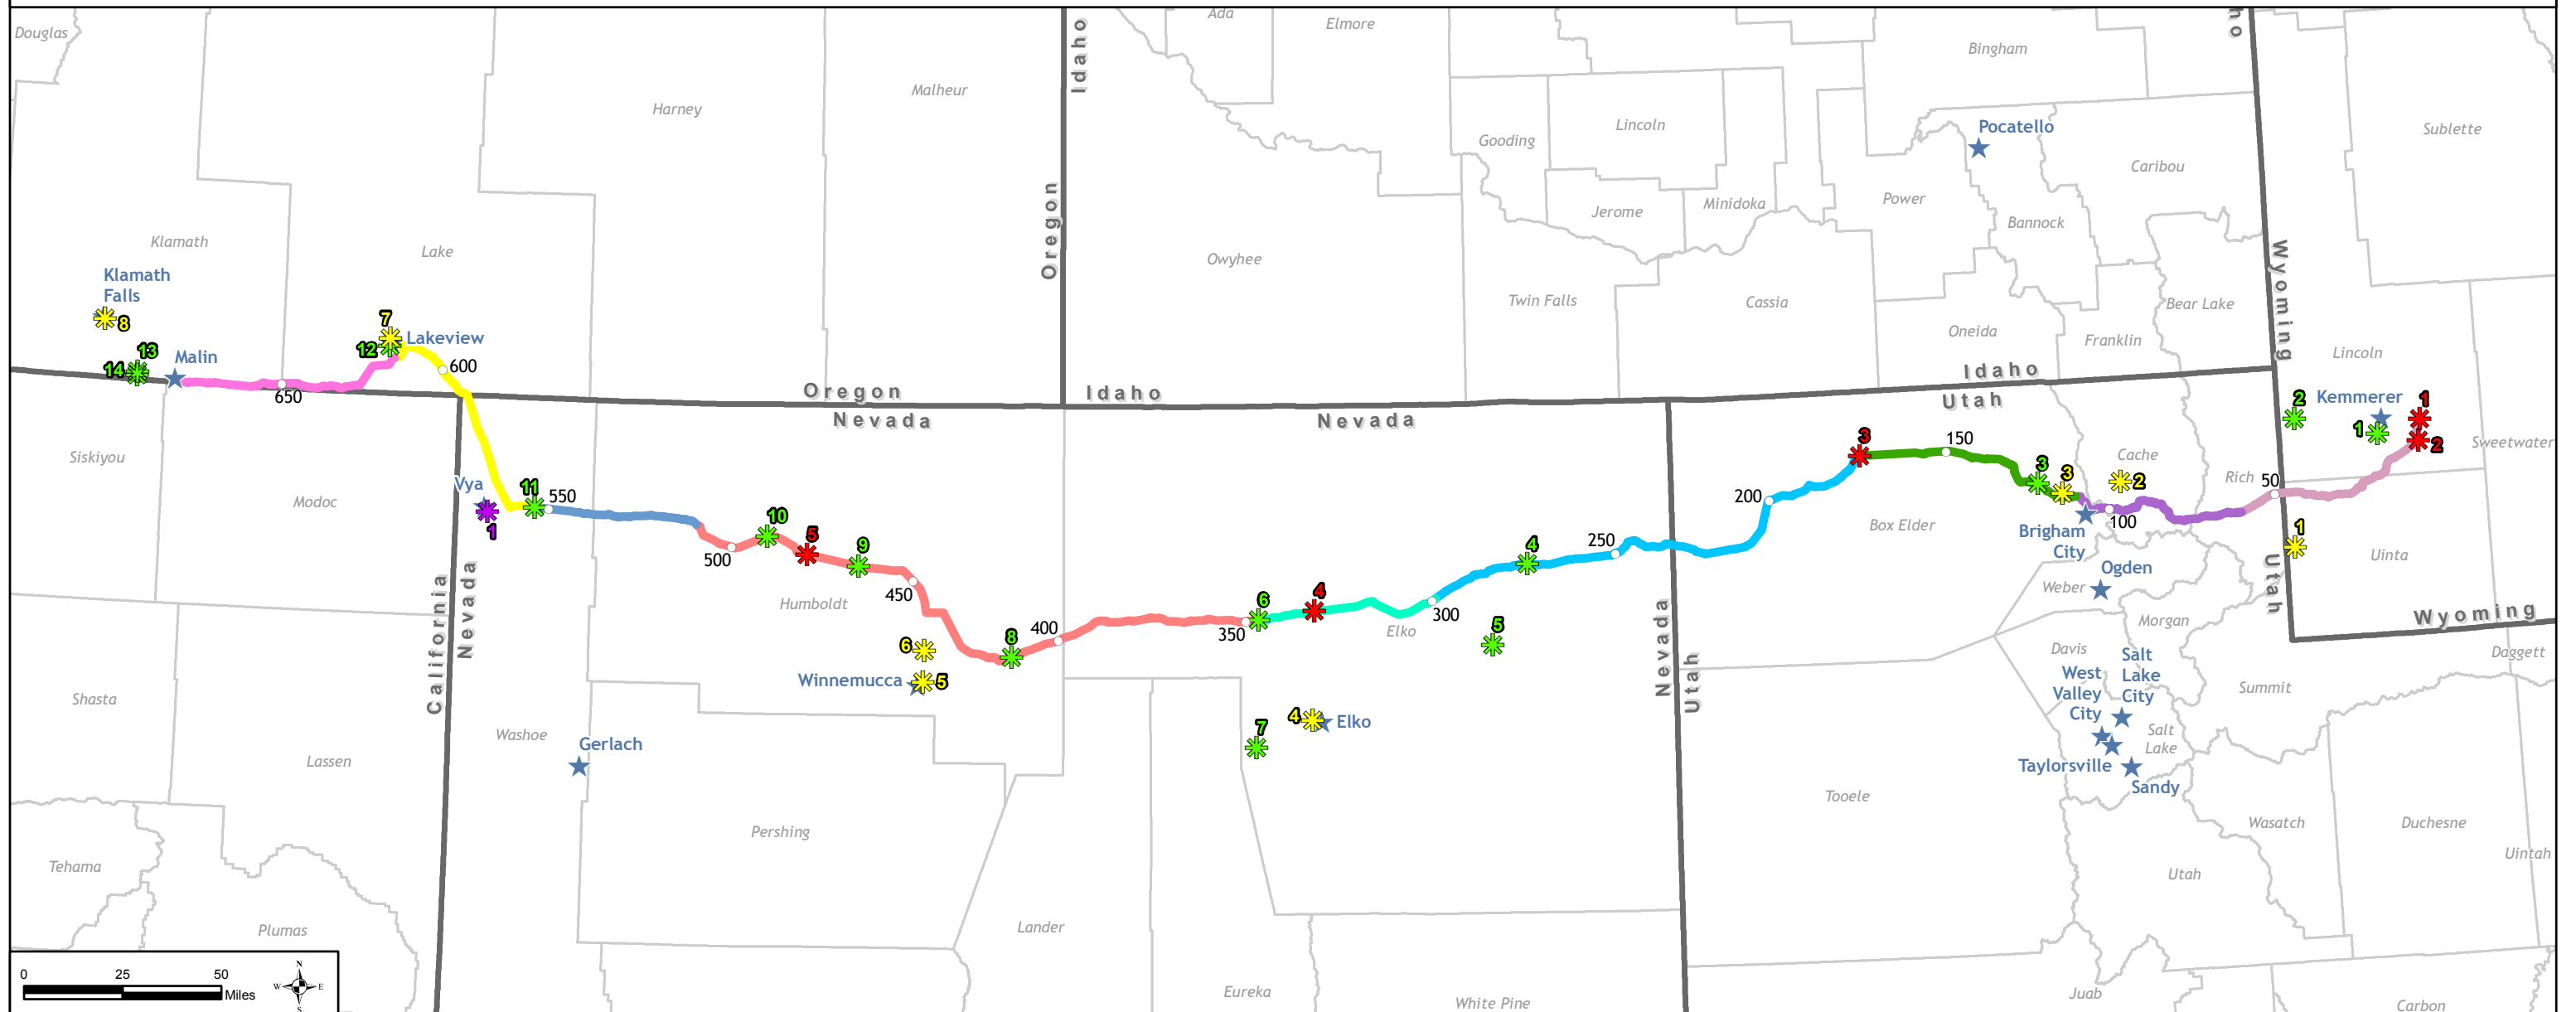 Douglas
Ada
Elmore
Idaho
ho
Bingham
Malheur
Harney
Gooding
Lincoln
Pocatello
Sublette
Caribou
Oregon
Jerome
Minidoka
Power
Bannock
Klamath
Lake
Owyhee
Wyoming
Klamath
Falls
8
Twin Falls
Cassia
Bear Lake
7
Lakeview
Oneida
Franklin
13
12
Malin
14
600
Lincoln
650
Oregon
Idaho
Idaho
Utah
Nevada
Nevada
2
Kemmerer
1
1
2
Sweetwater
3
150
Siskiyou
Cache
3
3
2
Rich
50
Vya
11
550
Modoc
1
200
Box Elder
100
Brigham
City
10
5
9
500
4
250
1
Uinta
Ogden
Weber
California
Nevada
Humboldt
450
6
4
300
Utah
Wyoming
8
400
350
Elko
5
Morgan
6
Nevada
Utah
Davis
Salt
Lake
City
West
Valley
City
Daggett
Winnemucca
5
Summit
Shasta
4
Elko
7
Washoe
Gerlach
Salt
Lake
Lassen
Taylorsville
Sandy
Tooele
Pershing
Wasatch
Duchesne
Tehama
Uintah
Utah
Plumas
Lander
0
25
50
Miles
N
W
E
S
Eureka
White Pine
Juab
Carbon